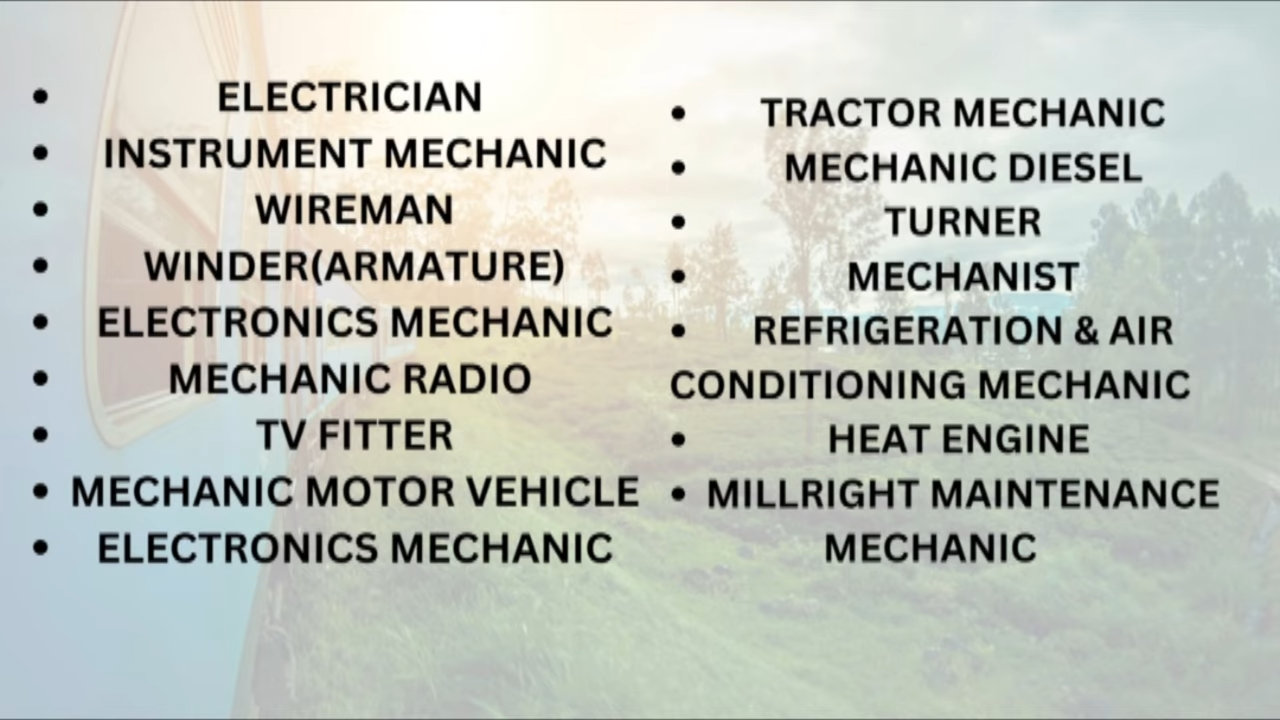 • ELECTRICIAN
• INSTRUMENT MECHANIC
• WIREMAN
• WINDER(ARMATURE)
• ELECTRONICS MECHANIC
• MECHANIC RADIO
• TV FITTER
• MECHANIC MOTOR VEHICLE
• ELECTRONICS MECHANIC
• TRACTOR MECHANIC
• MECHANIC DIESEL
• TURNER
• MECHANIST
• REFRIGERATION & AIR
CONDITIONING MECHANIC
• HEAT ENGINE
• MILLRIGHT MAINTENANCE
MECHANIC